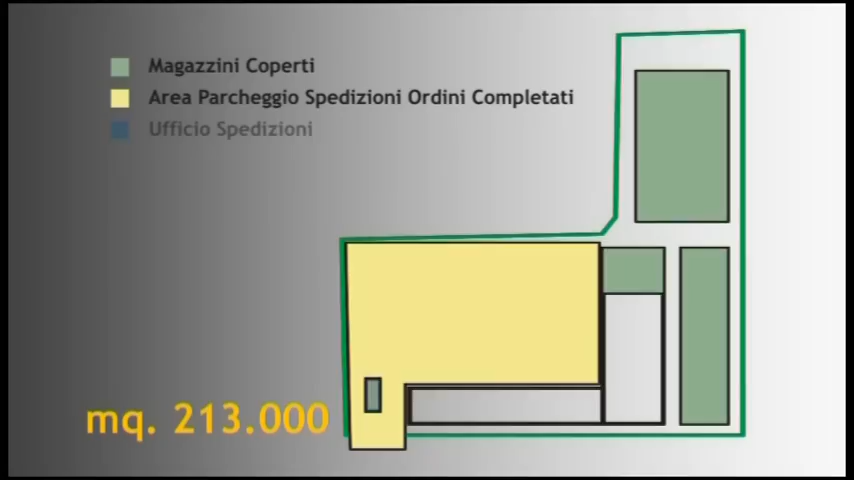 Magazzini Coperti
Area Parcheggio Spedizioni Ordini Completati
Ufficio Spedizioni
mq. 213.000